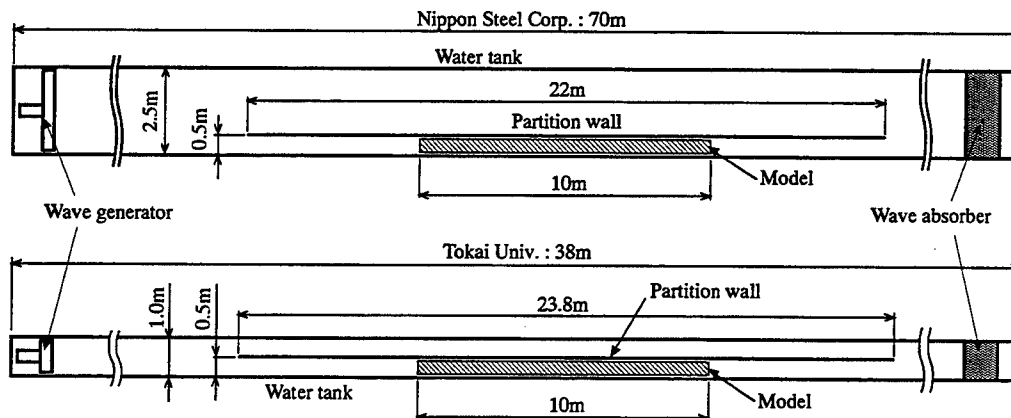 Nippon Steel Corp. : 70m
Water tank
22m
2.5m
0.5m
Partition wall
Model
10m
Wave generator
Wave absorber
Tokai Univ. : 38m
Partition wall
1.0m
0.5m
23.8m
Water tank
Model
10m